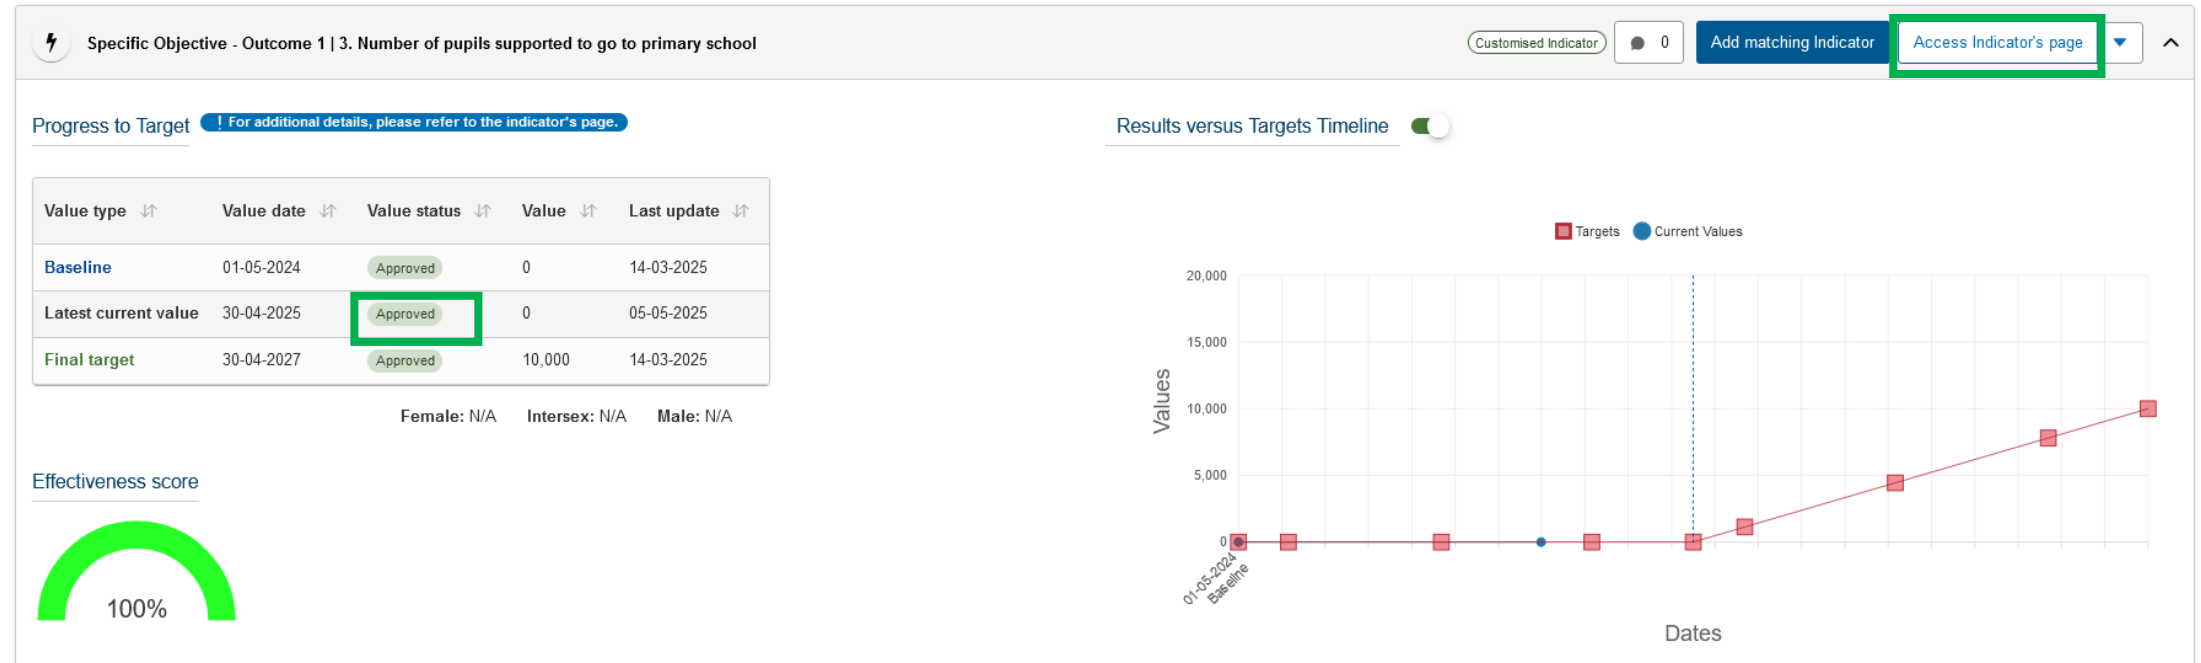 Specific Objective - Outcome 1 | 3. Number of pupils supported to go to primary school
Customised Indicator
0
Add matching Indicator
Access Indicator's page
Progress to Target
! For additional details, please refer to the indicator's page.
Value type Value date Value status Value Last update
Baseline 01-05-2024 Approved 0 14-03-2025
Latest current value 30-04-2025 Approved 0 05-05-2025
Final target 30-04-2027 Approved 10,000 14-03-2025
Female: N/A Intersex: N/A Male: N/A
Effectiveness score
100%
Results versus Targets Timeline
Targets Current Values
20,000
15,000
10,000
5,000
0
Values
01-05-2024
Baseline
Dates